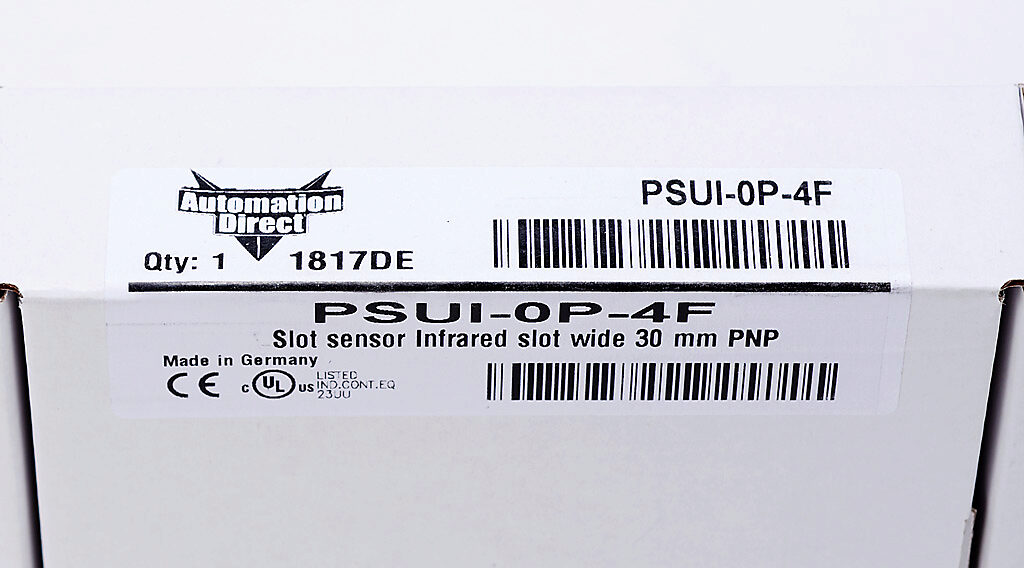 Automation
Direct
PSUI-0P-4F
Qty: 1 1817DE
PSUI-0P-4F
Slot sensor Infrared slot wide 30 mm PNP
Made in Germany
CE c UL us LISTED
IND.CONT.EQ
23UU